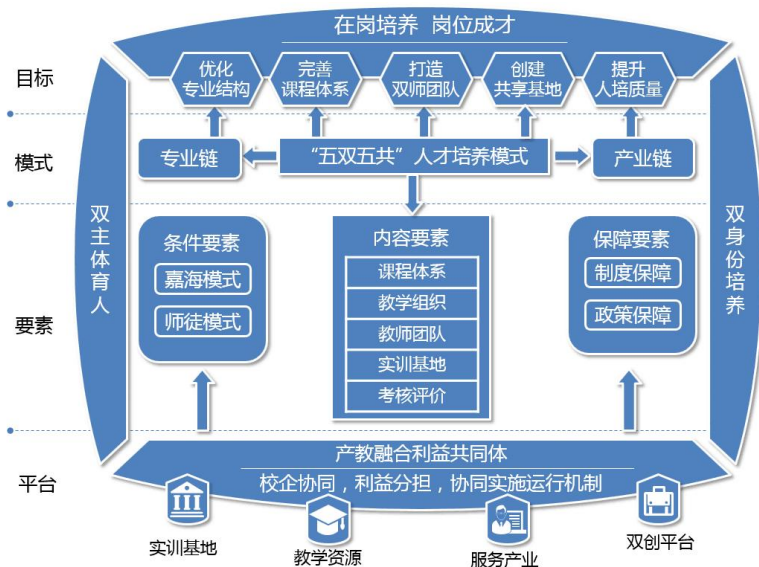 在岗培养 岗位成才
目标
优化
专业结构
完善
课程体系
打造
双师团队
创建
共享基地
提升
人培质量
模式
专业链
“五双五共”人才培养模式
产业链
双主体育人
双身份培养
要素
条件要素
嘉海模式
师徒模式
内容要素
课程体系
教学组织
教师团队
实训基地
考核评价
保障要素
制度保障
政策保障
平台
产教融合利益共同体
校企协同，利益分担，协同实施运行机制
实训基地
教学资源
服务产业
双创平台